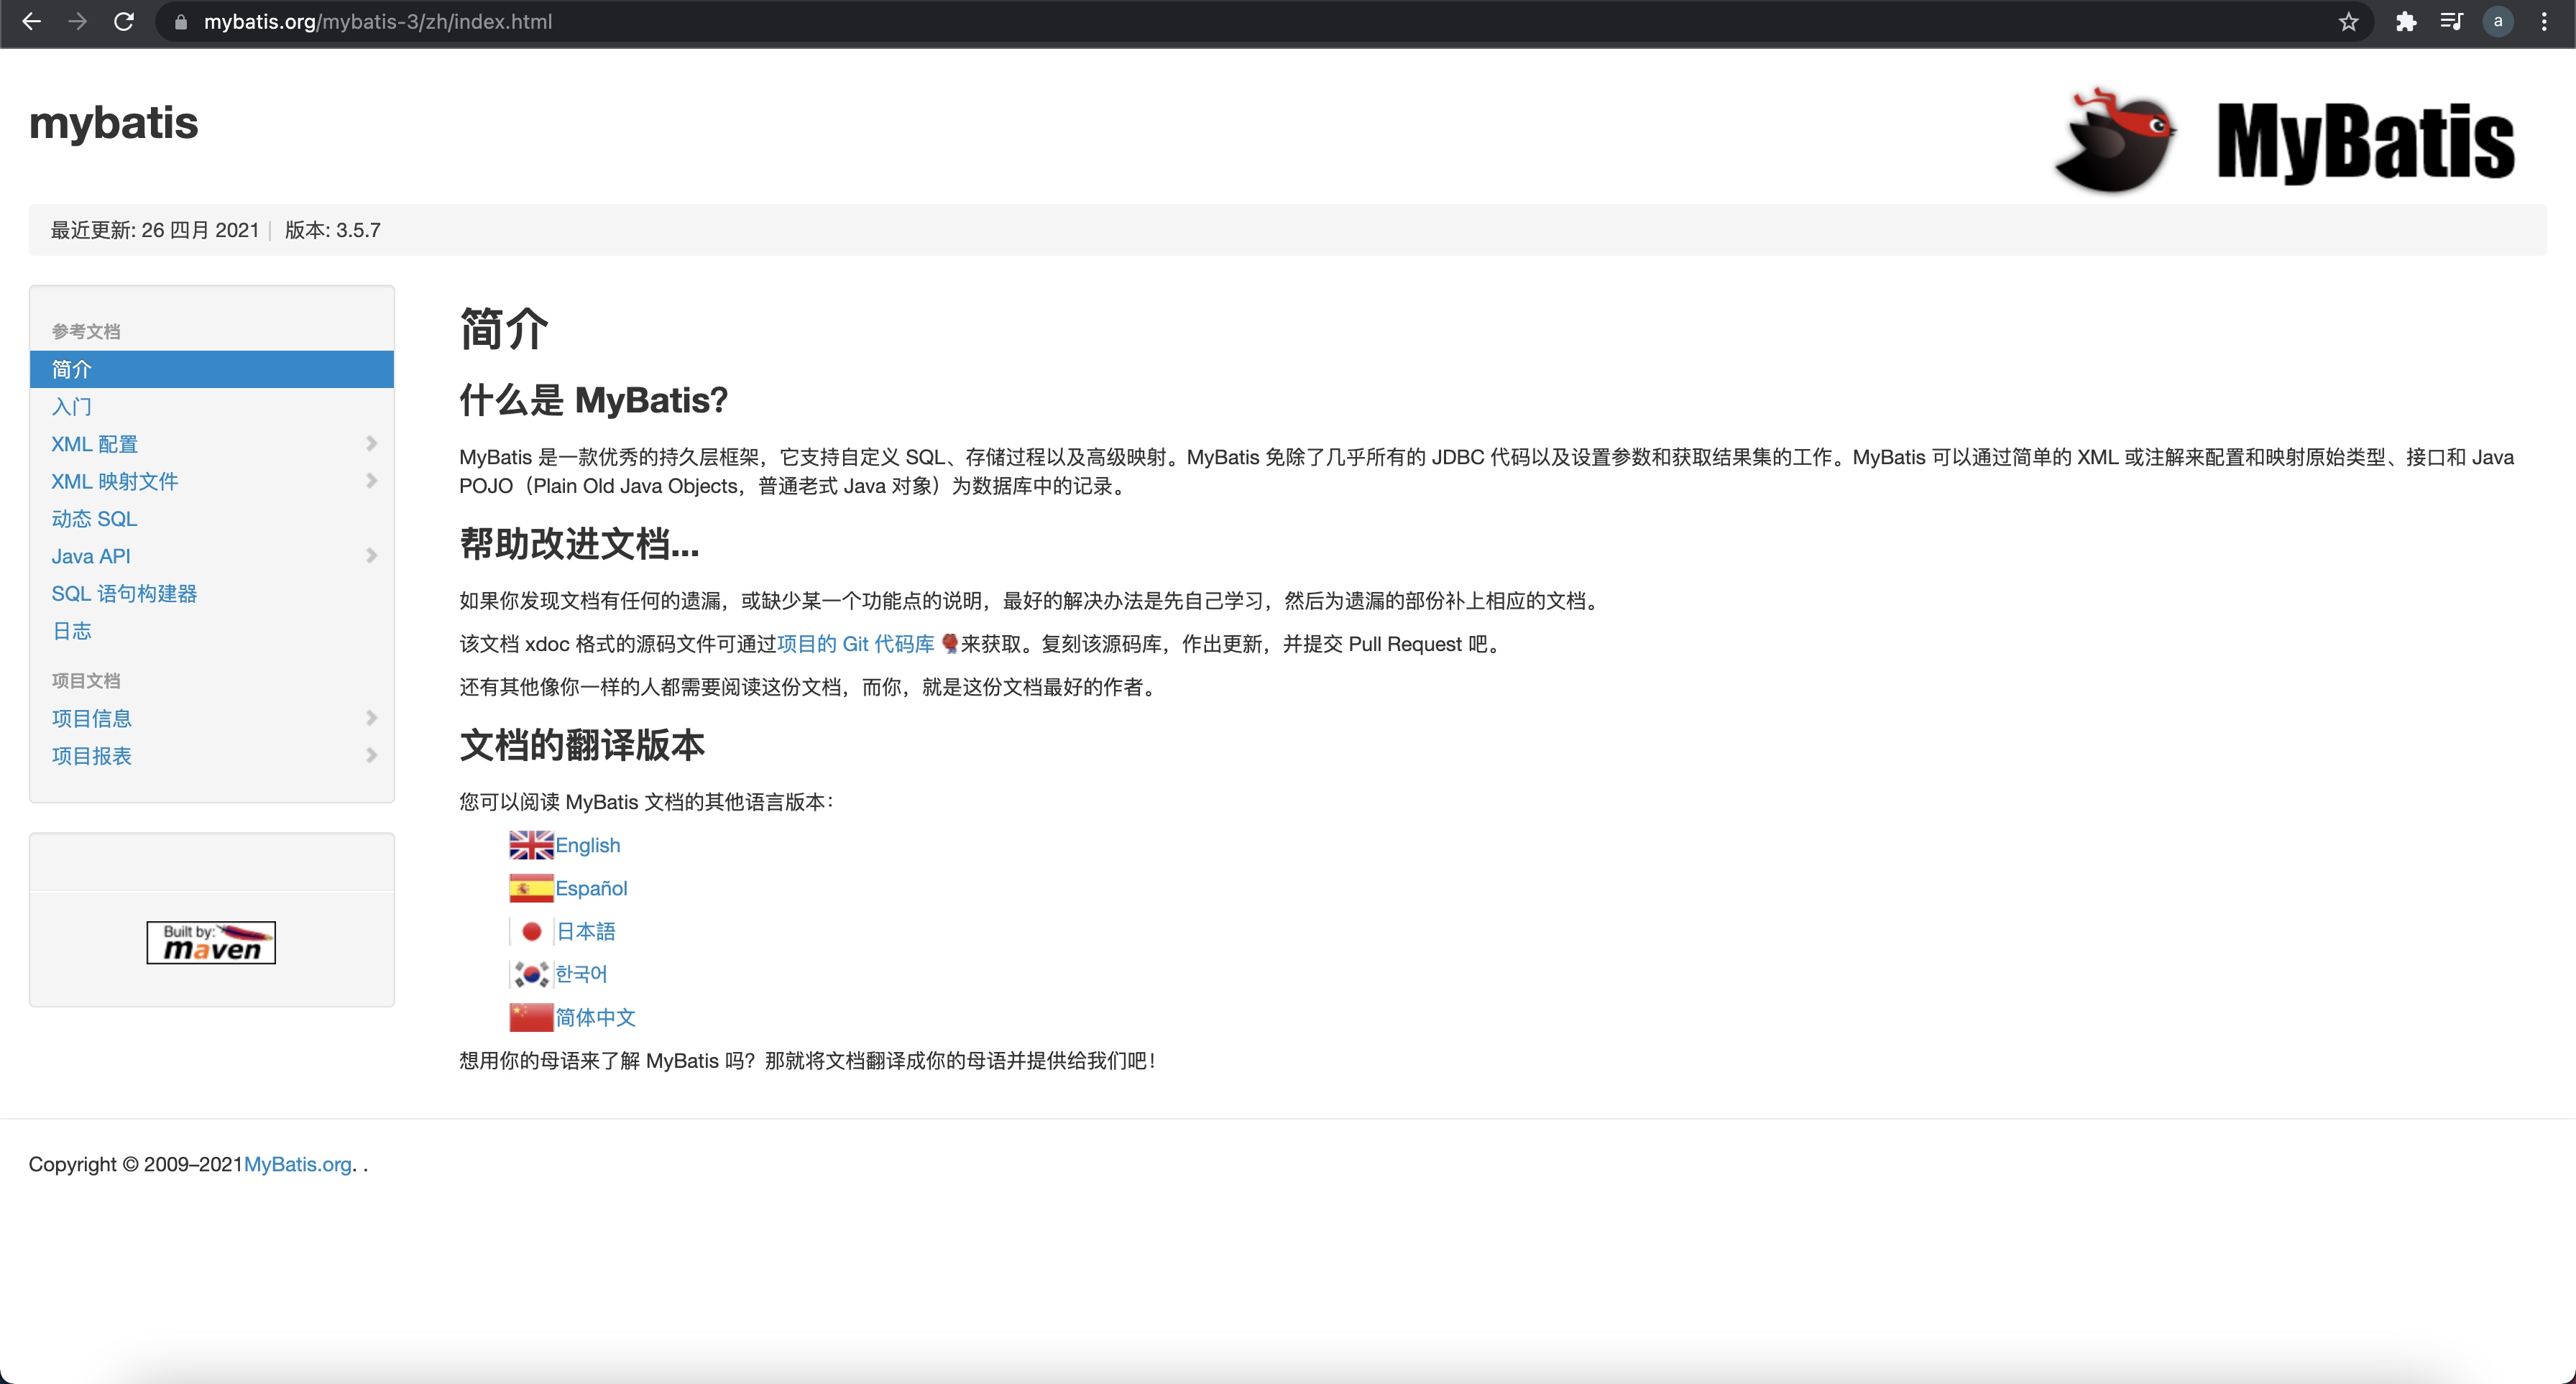 mybatis.org/mybatis-3/zh/index.html
a
mybatis
MyBatis
最近更新: 26 四月 2021 | 版本: 3.5.7
参考文档
简介
入门
XML 配置
XML 映射文件
动态 SQL
Java API
SQL 语句构建器
日志
项目文档
项目信息
项目报表
Built by:
maven
简介
什么是 MyBatis?
MyBatis 是一款优秀的持久层框架，它支持自定义 SQL、存储过程以及高级映射。MyBatis 免除了几乎所有的 JDBC 代码以及设置参数和获取结果集的工作。MyBatis 可以通过简单的 XML 或注解来配置和映射原始类型、接口和 Java
POJO（Plain Old Java Objects，普通老式 Java 对象）为数据库中的记录。
帮助改进文档...
如果你发现文档有任何的遗漏，或缺少某一个功能点的说明，最好的解决办法是先自己学习，然后为遗漏的部份补上相应的文档。
该文档 xdoc 格式的源码文件可通过项目的 Git 代码库来获取。复刻该源码库，作出更新，并提交 Pull Request 吧。
还有其他像你一样的人都需要阅读这份文档，而你，就是这份文档最好的作者。
文档的翻译版本
您可以阅读 MyBatis 文档的其他语言版本：
English
Español
日本語
한국어
简体中文
想用你的母语来了解 MyBatis 吗？那就将文档翻译成你的母语并提供给我们吧！
Copyright © 2009–2021MyBatis.org. .